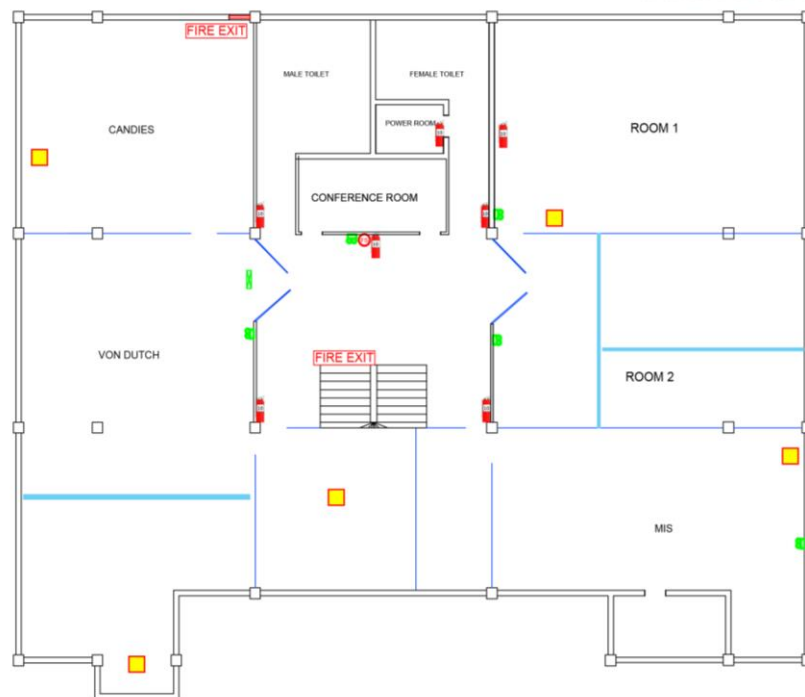 FIRE EXIT
MALE TOILET
FEMALE TOILET
POWER ROOM
CANDIES
ROOM 1
CONFERENCE ROOM
VON DUTCH
FIRE EXIT
ROOM 2
MIS